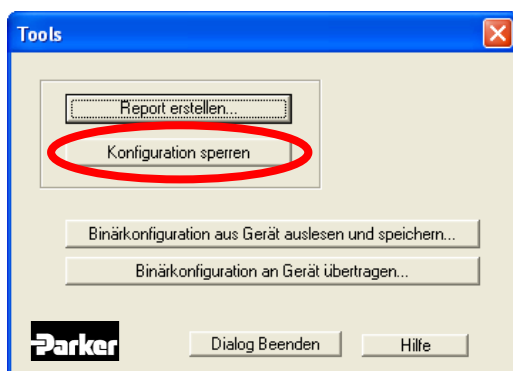 Tools
Report erstellen...
Konfiguration sperren
Binärkonfiguration aus Gerät auslesen und speichern...
Binärkonfiguration an Gerät übertragen...
Parker
Dialog Beenden
Hilfe